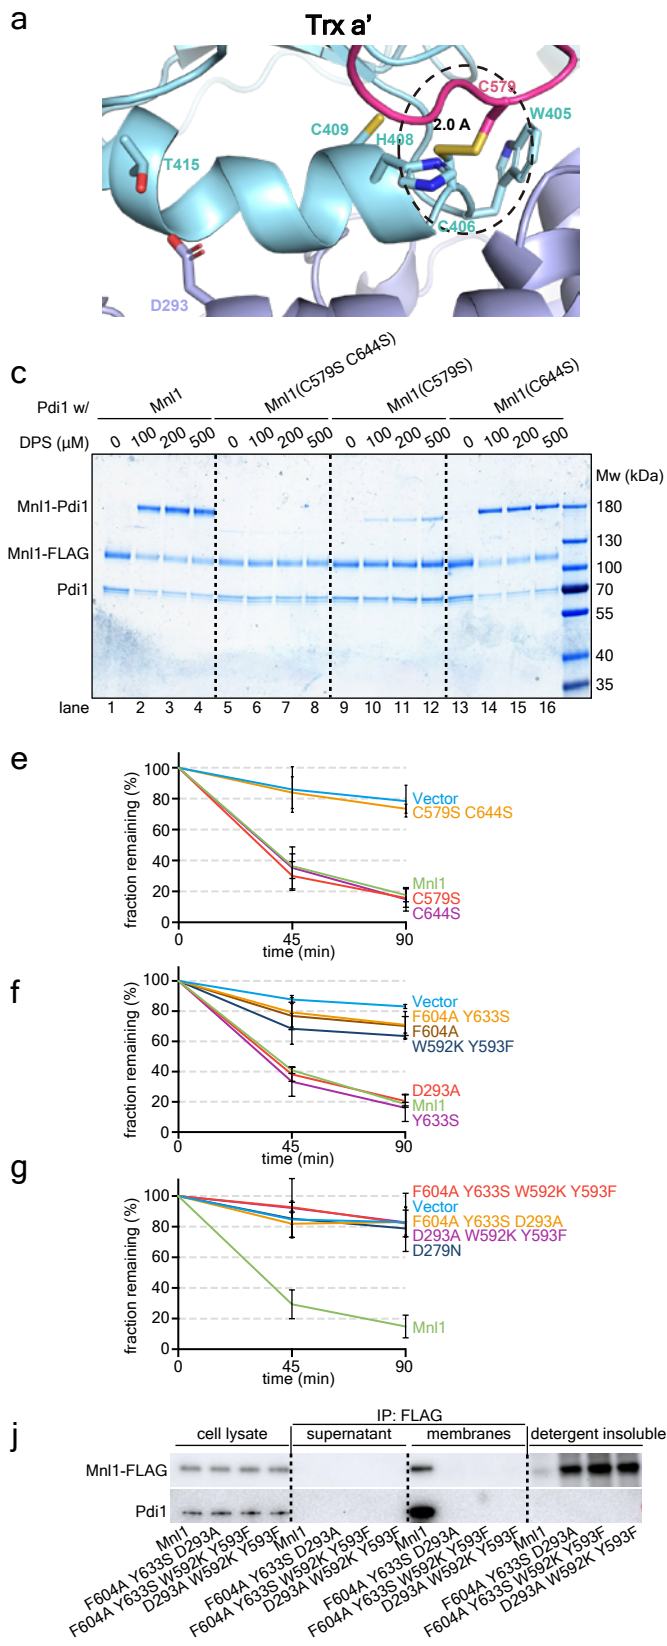 a
Trx a'
C579
W405
2.0 A
C409
H408
T415
C406
D293
c
Pdi1 w/ Mnl1 Mnl1(C579S C644S) Mnl1(C579S) Mnl1(C644S)
DPS (µM) 0 100 200 500 0 100 200 500 0 100 200 500 0 100 200 500
Mw (kDa)
Mnl1-Pdi1
Mnl1-FLAG
Pdi1
180
130
100
70
55
40
35
lane 1 2 3 4 5 6 7 8 9 10 11 12 13 14 15 16
e
fraction remaining (%)
100
80
60
40
20
0
0 45 90
time (min)
Vector
C579S C644S
Mnl1
C579S
C644S
f
fraction remaining (%)
100
80
60
40
20
0
0 45 90
time (min)
Vector
F604A Y633S
F604A
W592K Y593F
D293A
Mnl1
Y633S
g
fraction remaining (%)
100
80
60
40
20
0
0 45 90
time (min)
F604A Y633S W592K Y593F
Vector
F604A Y633S D293A
D293A W592K Y593F
D279N
Mnl1
j
IP: FLAG
cell lysate supernatant membranes detergent insoluble
Mnl1-FLAG
Pdi1
Mnl1
F604A Y633S D293A
F604A Y633S W592K Y593F
D293A W592K Y593F
Mnl1
F604A Y633S D293A
F604A Y633S W592K Y593F
D293A W592K Y593F
Mnl1
F604A Y633S D293A
F604A Y633S W592K Y593F
D293A W592K Y593F
Mnl1
F604A Y633S D293A
F604A Y633S W592K Y593F
D293A W592K Y593F